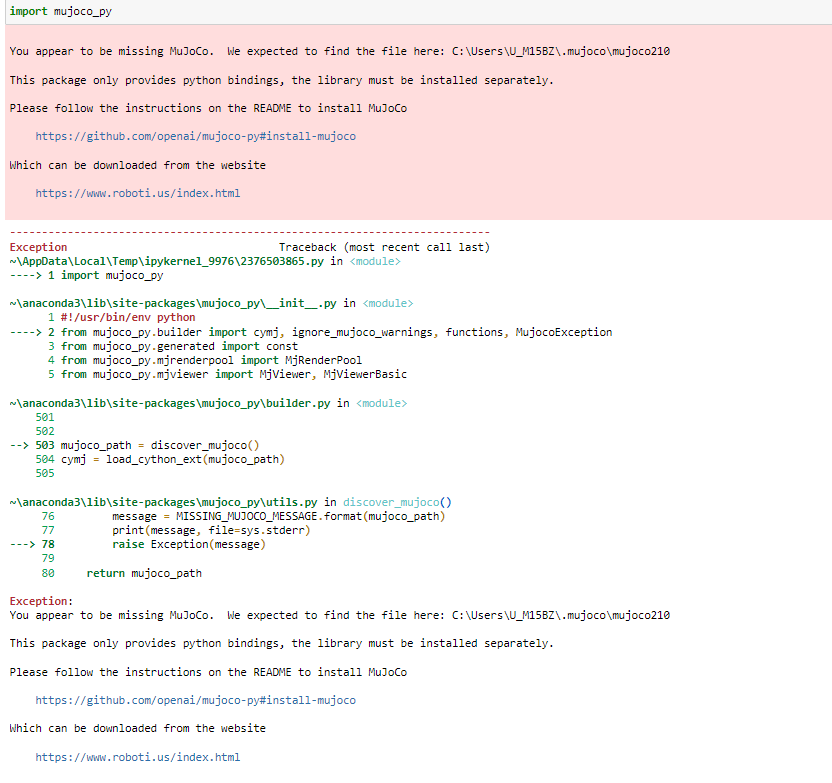 import mujoco_py
You appear to be missing MuJoCo.  We expected to find the file here: C:\Users\U_M15BZ\.mujoco\mujoco210
This package only provides python bindings, the library must be installed separately.
Please follow the instructions on the README to install MuJoCo
    https://github.com/openai/mujoco-py#install-mujoco
Which can be downloaded from the website
    https://www.roboti.us/index.html
---------------------------------------------------------------------------
Exception                                 Traceback (most recent call last)
~\AppData\Local\Temp\ipykernel_9976\2376503865.py in <module>
----> 1 import mujoco_py
~\anaconda3\lib\site-packages\mujoco_py\__init__.py in <module>
      1 #!/usr/bin/env python
----> 2 from mujoco_py.builder import cymj, ignore_mujoco_warnings, functions, MujocoException
      3 from mujoco_py.generated import const
      4 from mujoco_py.mjrenderpool import MjRenderPool
      5 from mujoco_py.mjviewer import MjViewer, MjViewerBasic
~\anaconda3\lib\site-packages\mujoco_py\builder.py in <module>
    501
    502
--> 503 mujoco_path = discover_mujoco()
    504 cymj = load_cython_ext(mujoco_path)
    505
~\anaconda3\lib\site-packages\mujoco_py\utils.py in discover_mujoco()
     76         message = MISSING_MUJOCO_MESSAGE.format(mujoco_path)
     77         print(message, file=sys.stderr)
---> 78         raise Exception(message)
     79
     80     return mujoco_path
Exception:
You appear to be missing MuJoCo.  We expected to find the file here: C:\Users\U_M15BZ\.mujoco\mujoco210
This package only provides python bindings, the library must be installed separately.
Please follow the instructions on the README to install MuJoCo
    https://github.com/openai/mujoco-py#install-mujoco
Which can be downloaded from the website
    https://www.roboti.us/index.html